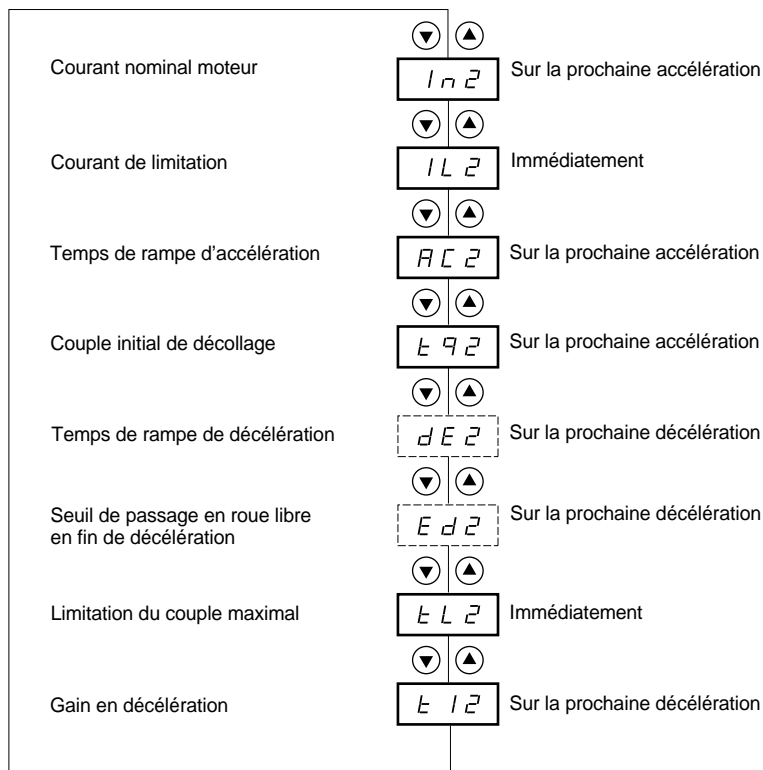 Courant nominal moteur In2 Sur la prochaine accélération
Courant de limitation IL2 Immédiatement
Temps de rampe d'accélération AC2 Sur la prochaine accélération
Couple initial de décollage tq2 Sur la prochaine accélération
Temps de rampe de décélération dE2 Sur la prochaine décélération
Seuil de passage en roue libre
en fin de décélération Ed2 Sur la prochaine décélération
Limitation du couple maximal tL2 Immédiatement
Gain en décélération tI2 Sur la prochaine décélération